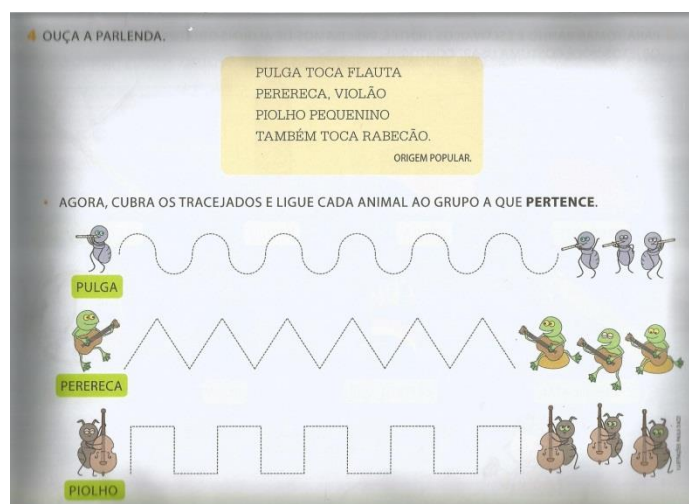 4 OUÇA A PARLENDA.
PULGA TOCA FLAUTA
PERERECA, VIOLÃO
PIOLHO PEQUENINO
TAMBÉM TOCA RABECÃO.
ORIGEM POPULAR.
AGORA, CUBRA OS TRACEJADOS E LIGUE CADA ANIMAL AO GRUPO A QUE PERTENCE.
PULGA
PERERECA
PIOLHO